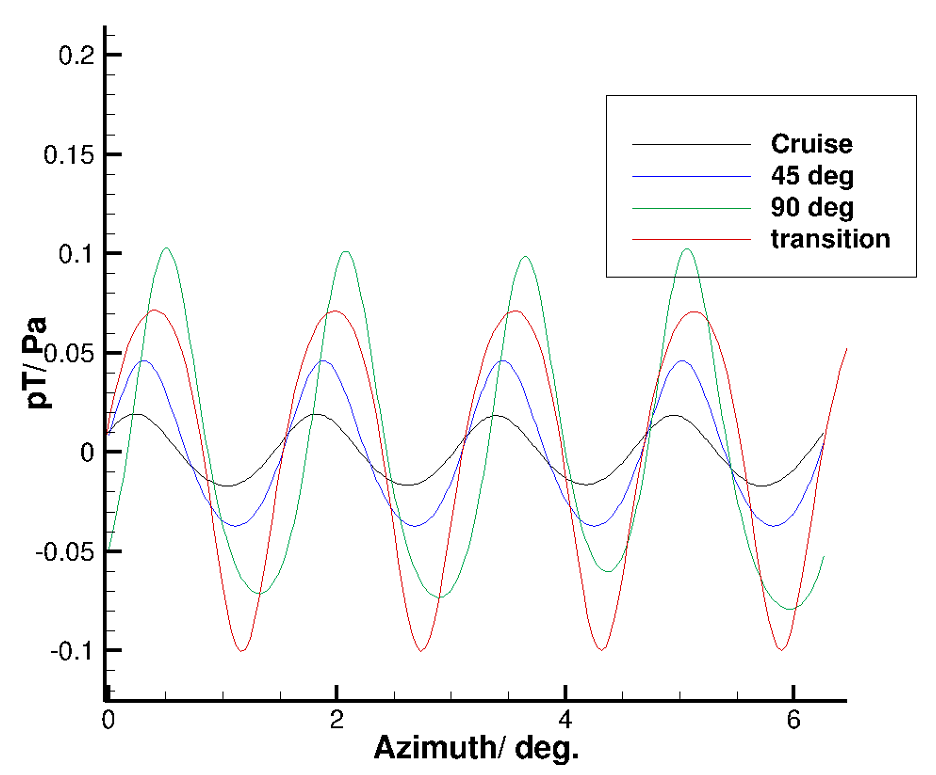 0.2
0.15
0.1
0.05
0
-0.05
-0.1
pT/ Pa
Cruise
45 deg
90 deg
transition
0 2 4 6
Azimuth/ deg.